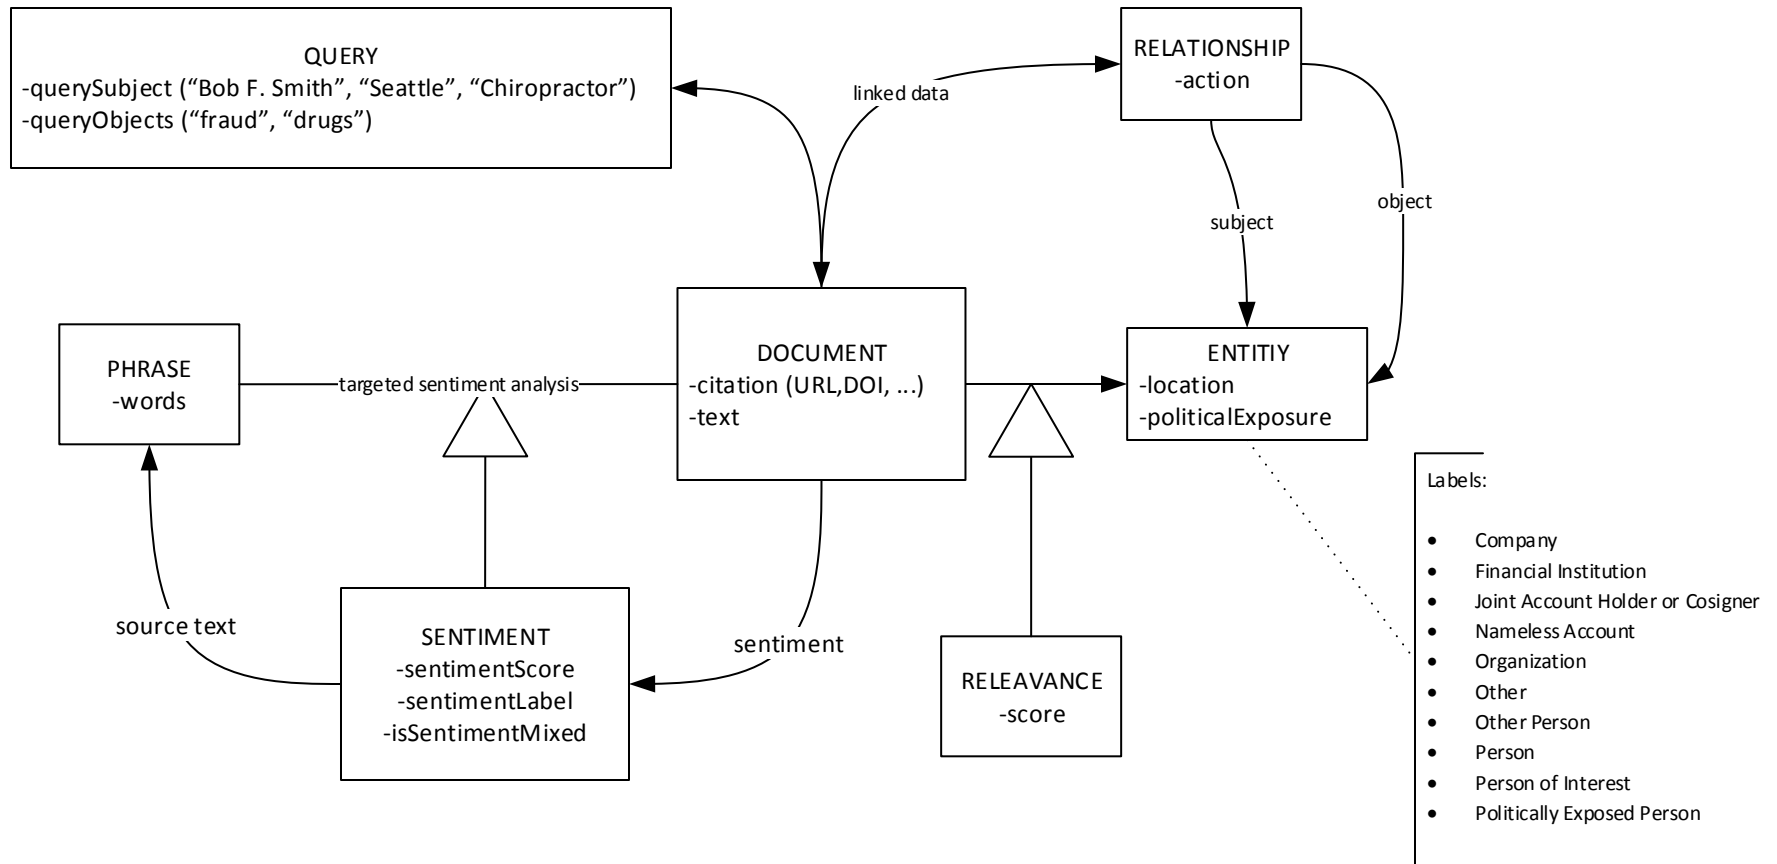 QUERY
-querySubject (“Bob F. Smith”, “Seattle”, “Chiropractor”)
-queryObjects (“fraud”, “drugs”)
RELATIONSHIP
-action
linked data
subject
object
PHRASE
-words
targeted sentiment analysis
DOCUMENT
-citation (URL,DOI, ...)
-text
ENTITIY
-location
-politicalExposure
source text
SENTIMENT
-sentimentScore
-sentimentLabel
-isSentimentMixed
sentiment
RELEAVANCE
-score
Labels:
• Company
• Financial Institution
• Joint Account Holder or Cosigner
• Nameless Account
• Organization
• Other
• Other Person
• Person
• Person of Interest
• Politically Exposed Person